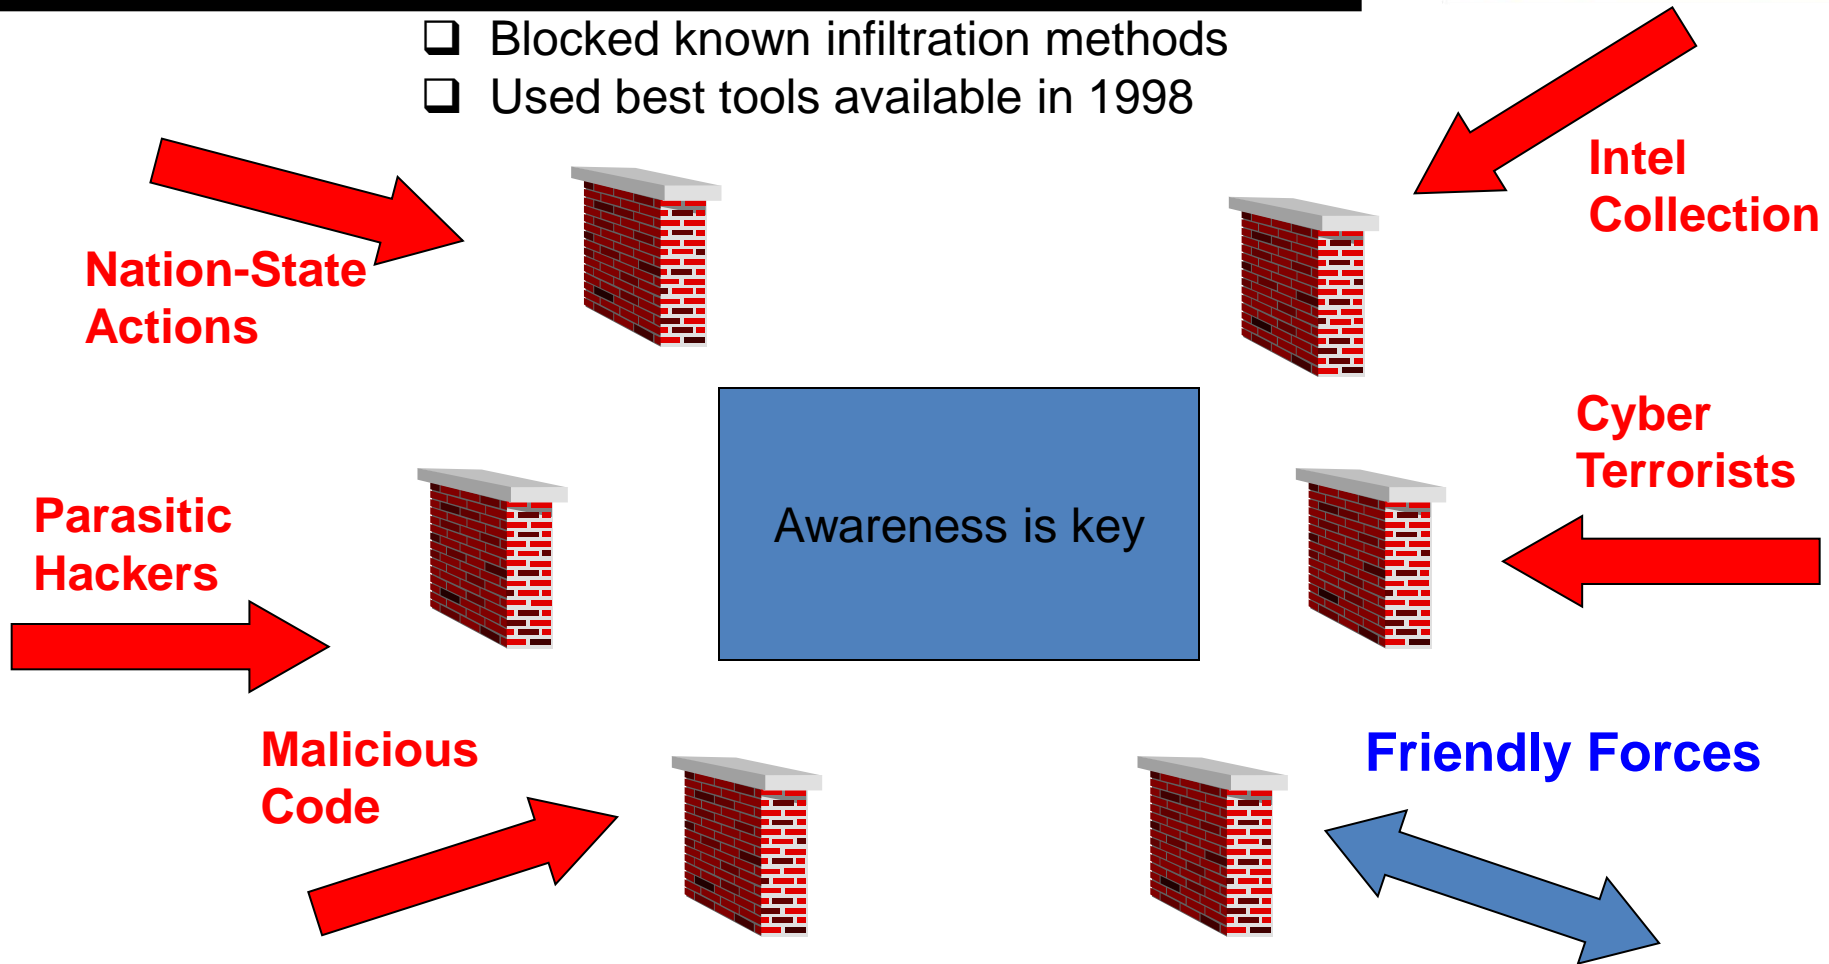 ❑ Blocked known infiltration methods
❑ Used best tools available in 1998
Intel
Collection
Nation-State
Actions
Cyber
Terrorists
Parasitic
Hackers
Awareness is key
Malicious
Code
Friendly Forces